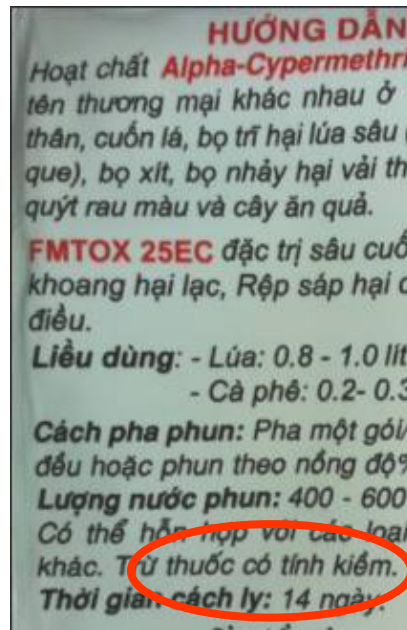 HƯỚNG DẪN
Hoạt chất Alpha-Cypermethri
tên thương mại khác nhau ở
thân, cuốn lá, bọ trĩ hại lúa sâu
que), bọ xít, bọ nhảy hại vải th
quýt rau màu và cây ăn quả.
FMTOX 25EC đặc trị sâu cuố
khoang hại lạc, Rệp sáp hại c
điều.
Liều dùng: - Lúa: 0.8 - 1.0 lít
- Cà phê: 0.2- 0.3
Cách pha phun: Pha một gói/
đều hoặc phun theo nồng độ%
Lượng nước phun: 400 - 600
Có thể hỗn hợp với các loại
khác. Trừ thuốc có tính kiềm.
Thời gian cách ly: 14 ngày.